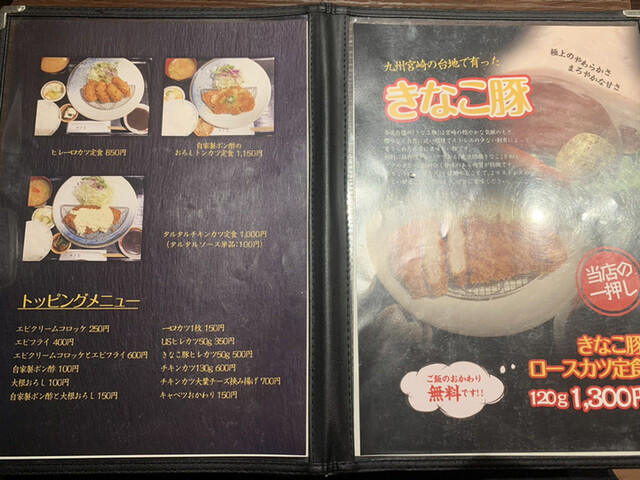 ヒレ一口カツ定食 850円
自家製ポン酢の
おろしトンカツ定食 1,150円
タルタルチキンカツ定食 1,000円
(タルタルソース単品:100円)
トッピングメニュー
エビクリームコロッケ 250円
エビフライ 400円
エビクリームコロッケとエビフライ 600円
自家製ポン酢 100円
大根おろし 100円
自家製ポン酢と大根おろし 150円
一口カツ1枚 150円
USヒレカツ50g 350円
きなこ豚ヒレカツ50g 500円
チキンカツ130g 600円
チキンカツ大葉チーズ挟み揚げ 700円
キャベツおかわり 150円
九州宮崎の台地で育った
きなこ豚
極上のやわらかさ
まろやかなせさ
当店の
一押し
きなこ豚
ロースカツ定食
120g 1,300円
ご飯のおかわり
無料です!!